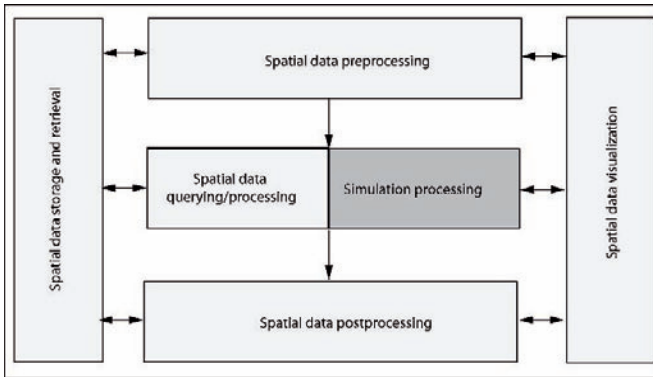 Spatial data storage and retrieval
Spatial data preprocessing
Spatial data
querying/processing
Simulation processing
Spatial data postprocessing
Spatial data visualization